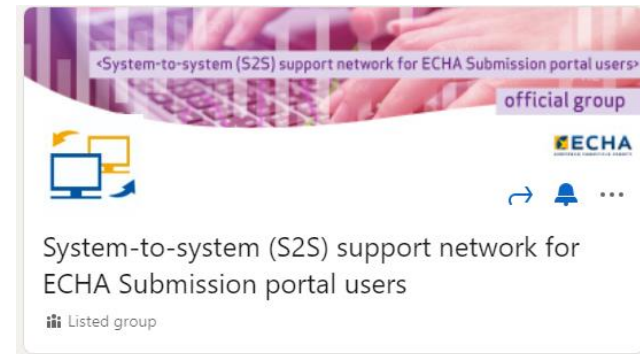 <System-to-system (S2S) support network for ECHA Submission portal users>
official group
ECHA
System-to-system (S2S) support network for
ECHA Submission portal users
Listed group